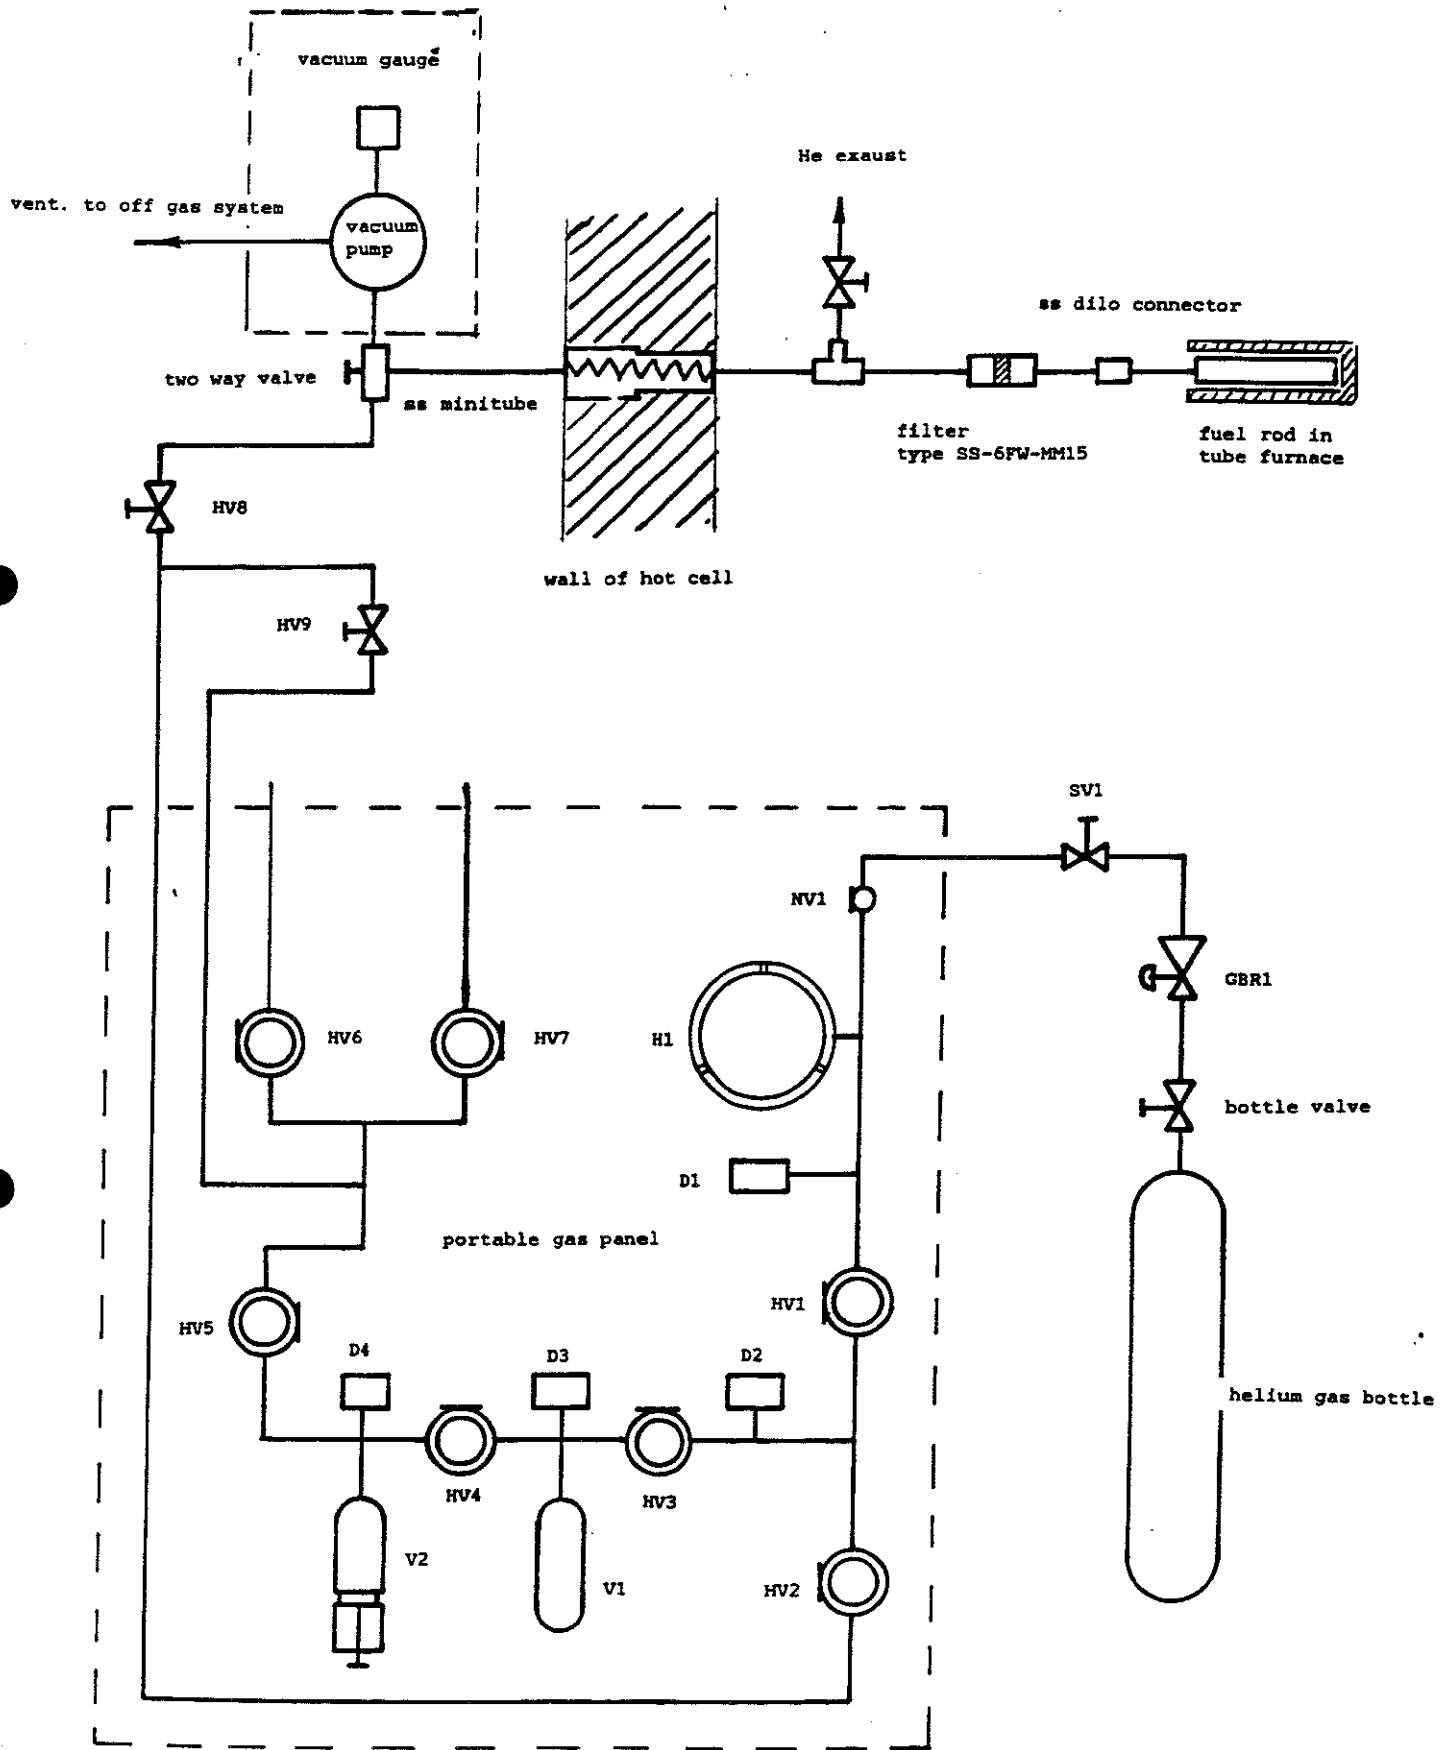 vacuum gauge
He exaust
vent. to off gas system
vacuum
pump
ss dilo connector
two way valve
ss minitube
filter
type SS-6FW-MM15
fuel rod in
tube furnace
HV8
wall of hot cell
HV9
SV1
NV1
GBR1
HV6
HV7
H1
bottle valve
D1
portable gas panel
HV1
HV5
D4
D3
D2
helium gas bottle
HV4
HV3
V2
V1
HV2